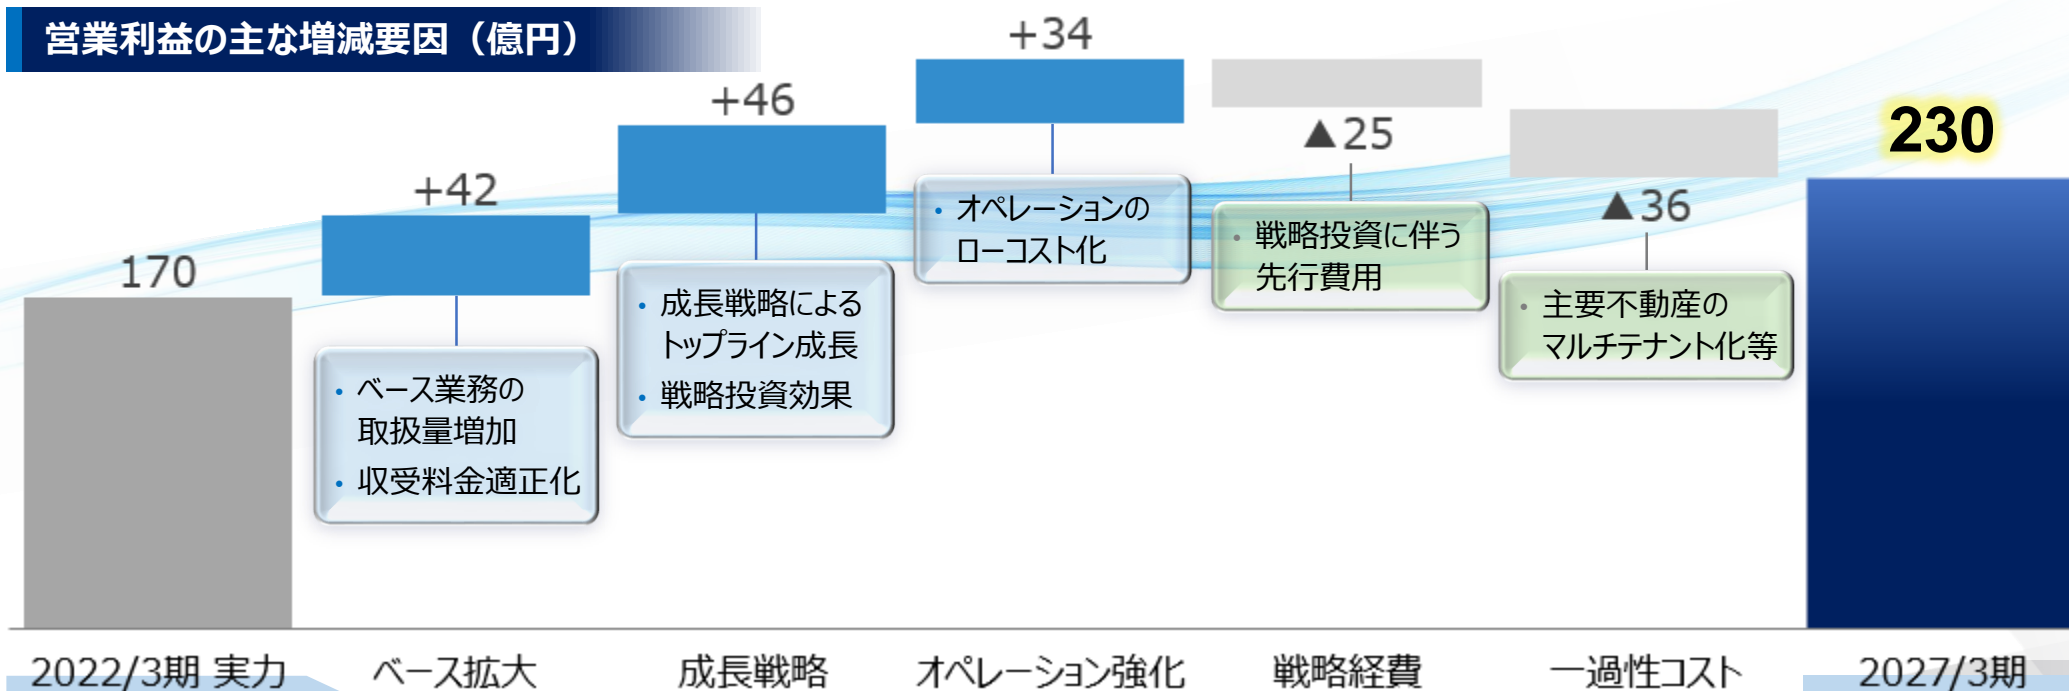 営業利益の主な増減要因（億円）
170
+42
+46
+34
▲25
▲36
230
・ベース業務の
取扱量増加
・収受料金適正化
・成長戦略による
トップライン成長
・戦略投資効果
・オペレーションの
ローコスト化
・戦略投資に伴う
先行費用
・主要不動産の
マルチテナント化等
2022/3期 実力
ベース拡大
成長戦略
オペレーション強化
戦略経費
一過性コスト
2027/3期